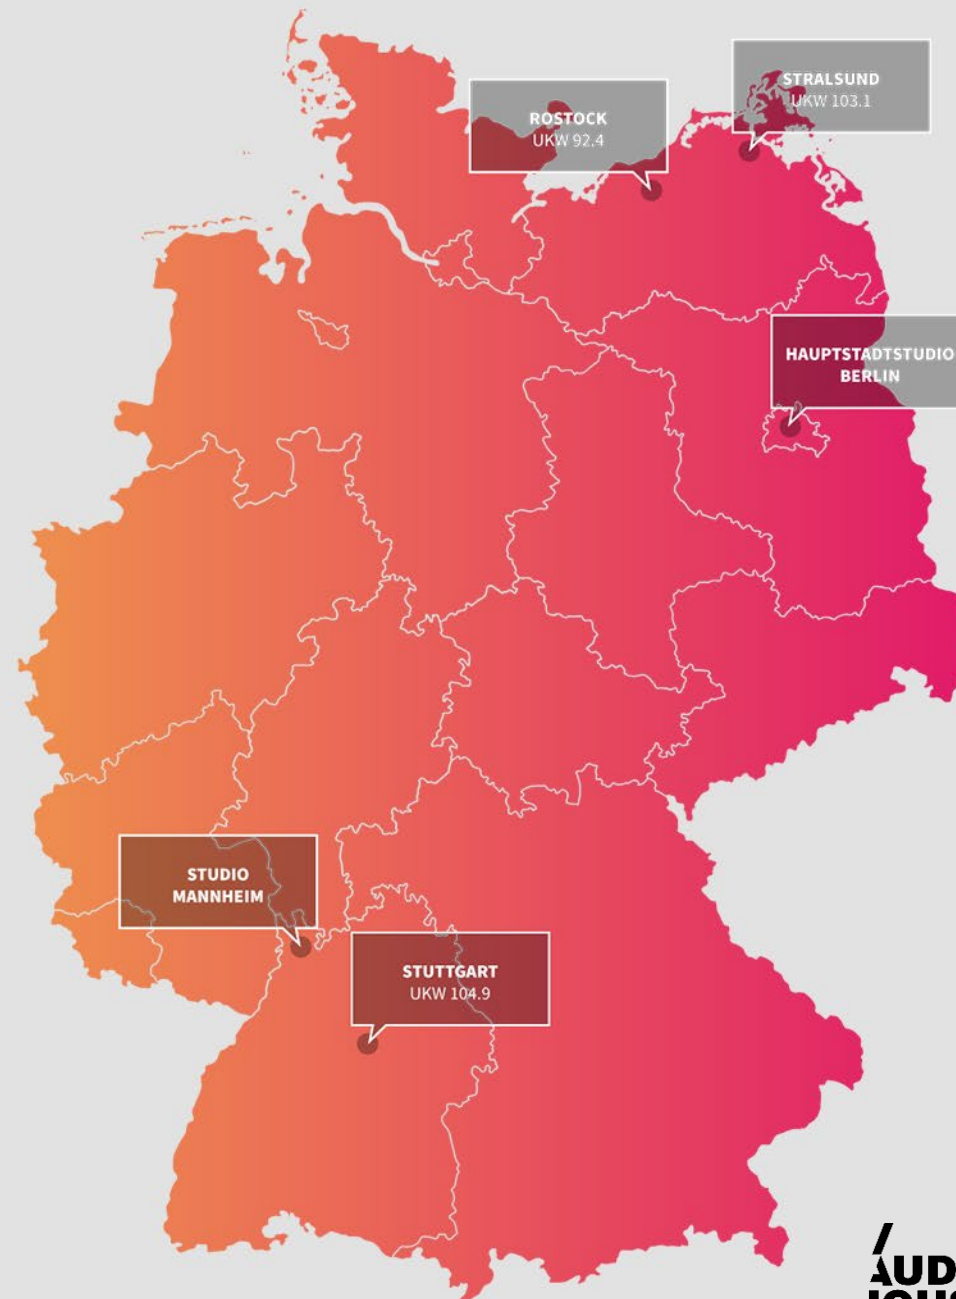 STRALSUND
UKW 103.1
ROSTOCK
UKW 92.4
HAUPTSTADTSTUDIO
BERLIN
STUDIO
MANNHEIM
STUTTGART
UKW 104.9